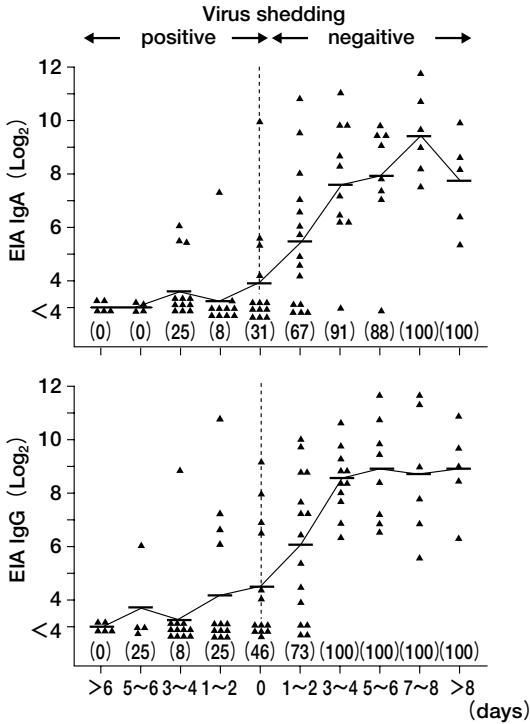 Virus shedding
positive negaitive
EIA IgA (Log2)
12
10
8
6
4
<4
(0) (0) (25) (8) (31) (67) (91) (88) (100) (100)
EIA IgG (Log2)
12
10
8
6
4
<4
(0) (25) (8) (25) (46) (73) (100) (100) (100) (100)
>6 5~6 3~4 1~2 0 1~2 3~4 5~6 7~8 >8
(days)